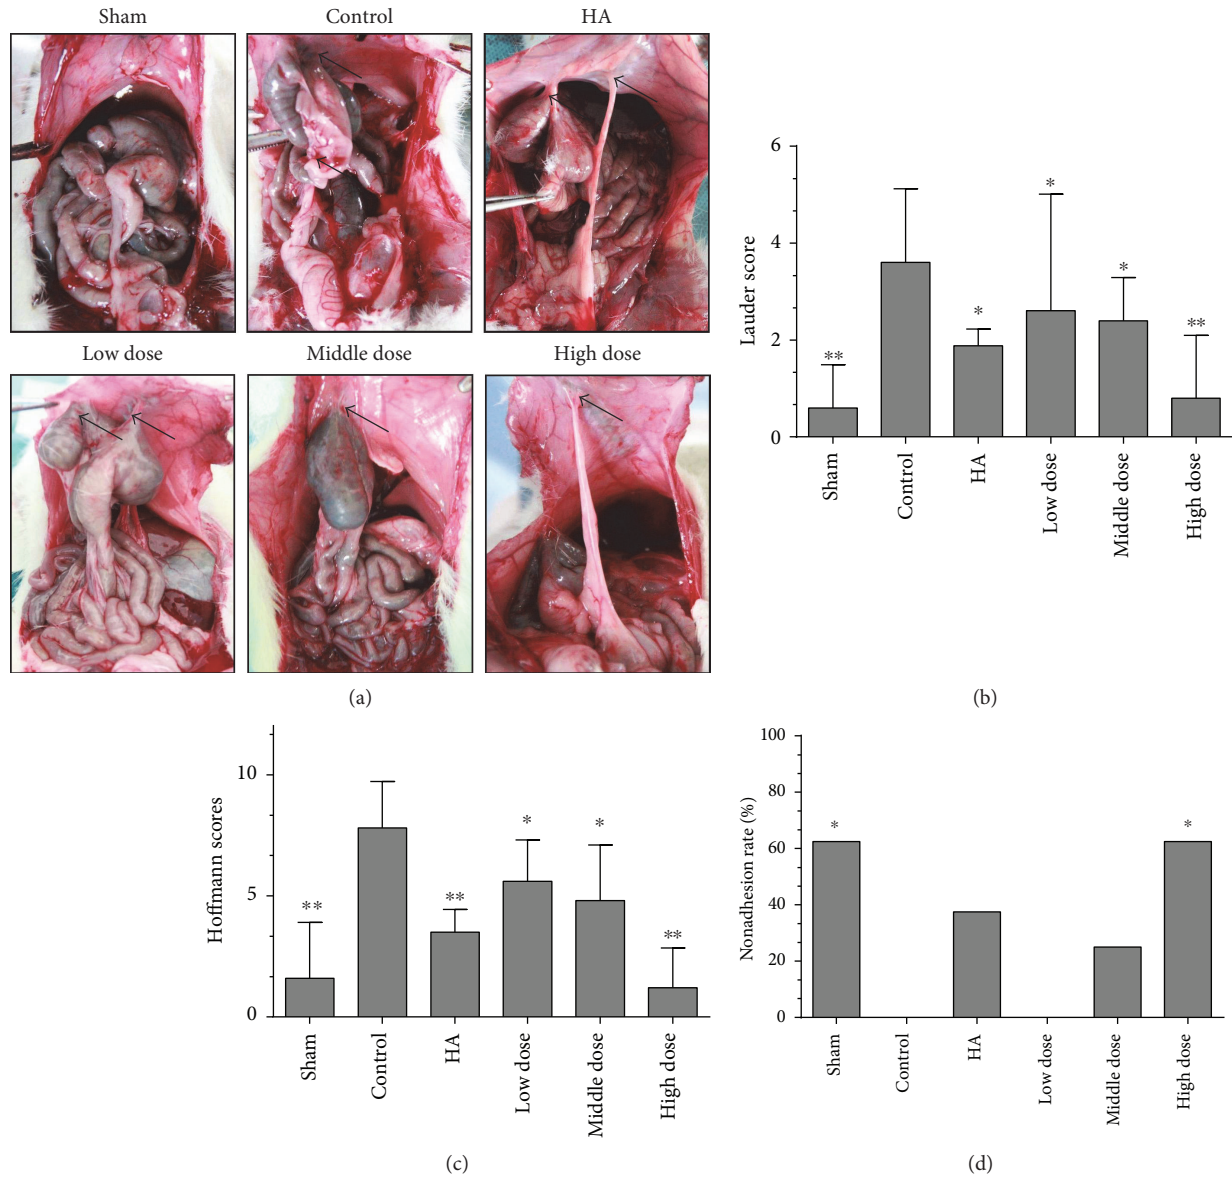 Sham Control HA
Low dose Middle dose High dose
(a)
Lauder score
6
4
2
0
** * * * **
Sham Control HA Low dose Middle dose High dose
(b)
Hoffmann scores
10
5
0
** ** * * **
Sham Control HA Low dose Middle dose High dose
(c)
Nonadhesion rate (%)
100
80
60
40
20
0
* *
Sham Control HA Low dose Middle dose High dose
(d)